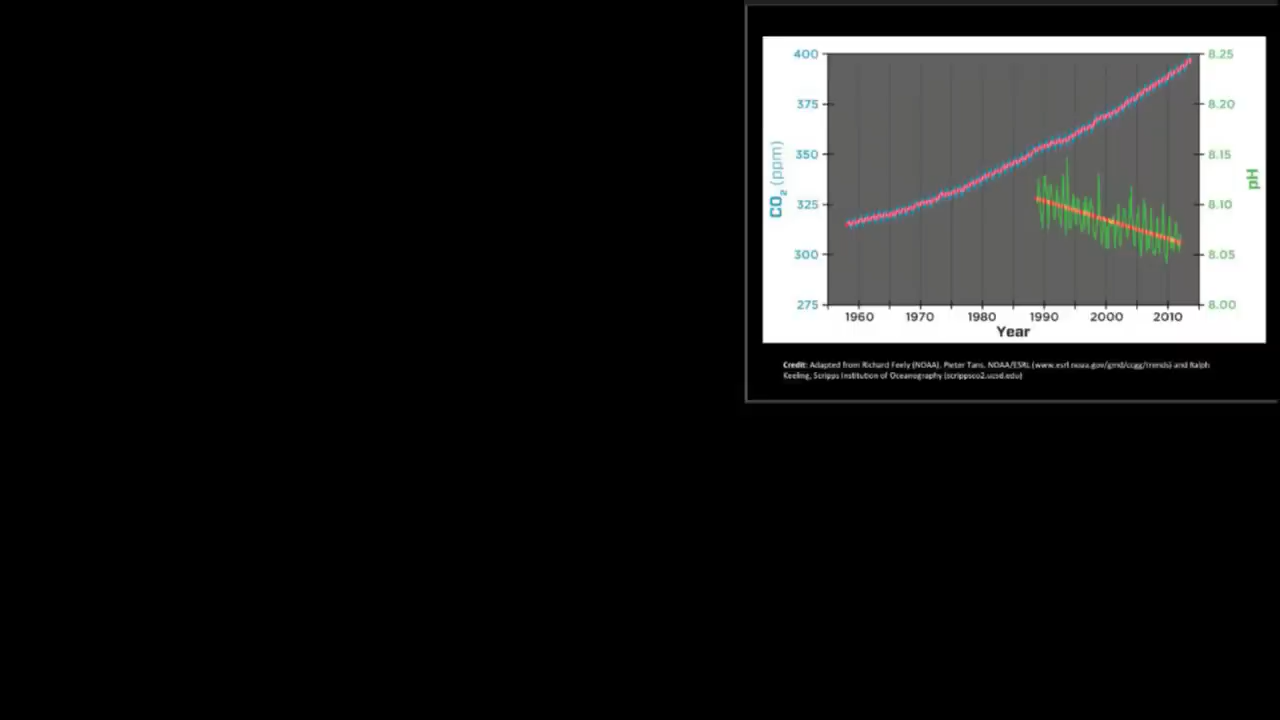 400
375
350
325
300
275
CO2 (ppm)
8.25
8.20
8.15
8.10
8.05
8.00
pH
1960 1970 1980 1990 2000 2010
Year
Credit: Adapted from Richard Feely (NOAA), Pieter Tans, NOAA/ESRL (www.esrl.noaa.gov/gmd/ccgg/trends) and Ralph
Keeling, Scripps Institution of Oceanography (scrippsco2.ucsd.edu)